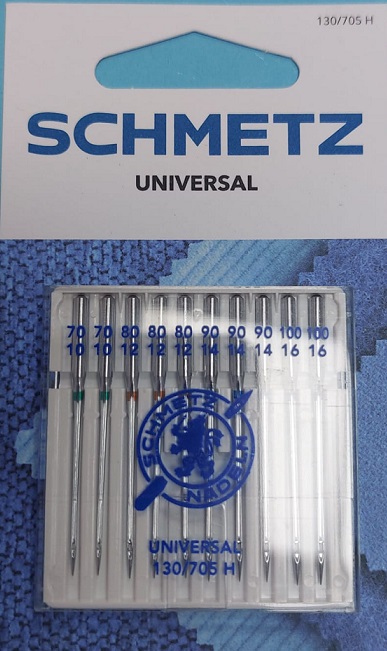 130/705 H
SCHMETZ
UNIVERSAL
70 70 80 80 80 90 90 90 100 100
10 10 12 12 12 14 14 14 16 16
SCHMETZ
NADELN
UNIVERSAL
130/705 H